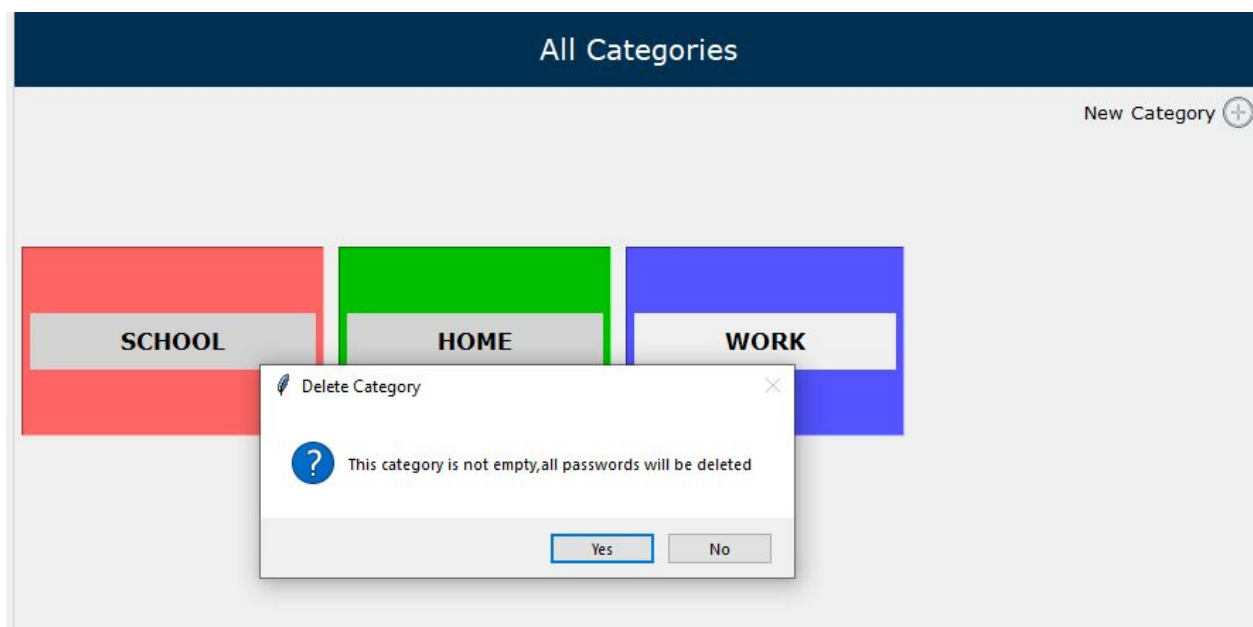 All Categories
New Category
SCHOOL
HOME
WORK
Delete Category
This category is not empty,all passwords will be deleted
Yes
No